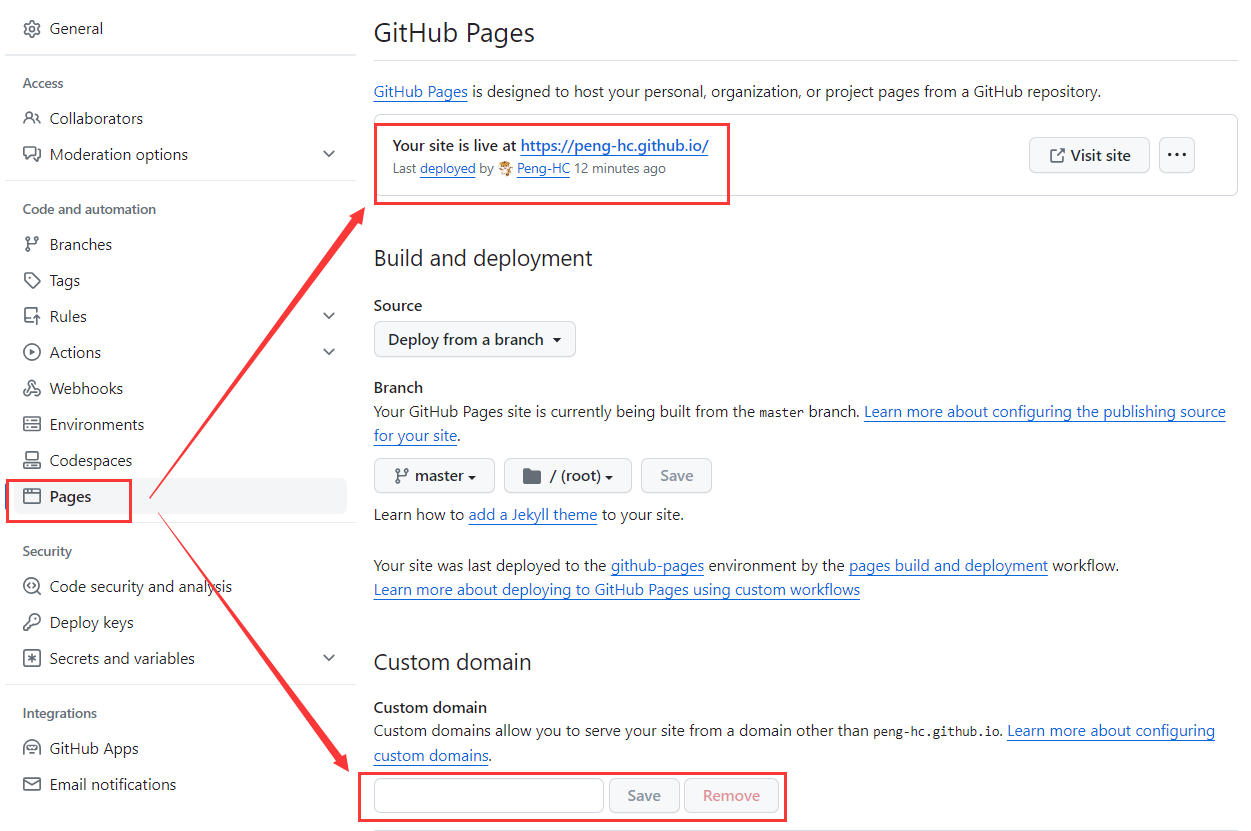 General
Access
Collaborators
Moderation options
Code and automation
Branches
Tags
Rules
Actions
Webhooks
Environments
Codespaces
Pages
Security
Code security and analysis
Deploy keys
Secrets and variables
Integrations
GitHub Apps
Email notifications
GitHub Pages
GitHub Pages is designed to host your personal, organization, or project pages from a GitHub repository.
Your site is live at https://peng-hc.github.io/
Last deployed by Peng-HC 12 minutes ago
Visit site
Build and deployment
Source
Deploy from a branch
Branch
Your GitHub Pages site is currently being built from the master branch. Learn more about configuring the publishing source
for your site.
master
/ (root)
Save
Learn how to add a Jekyll theme to your site.
Your site was last deployed to the github-pages environment by the pages build and deployment workflow.
Learn more about deploying to GitHub Pages using custom workflows
Custom domain
Custom domain
Custom domains allow you to serve your site from a domain other than peng-hc.github.io. Learn more about configuring
custom domains.
Save
Remove